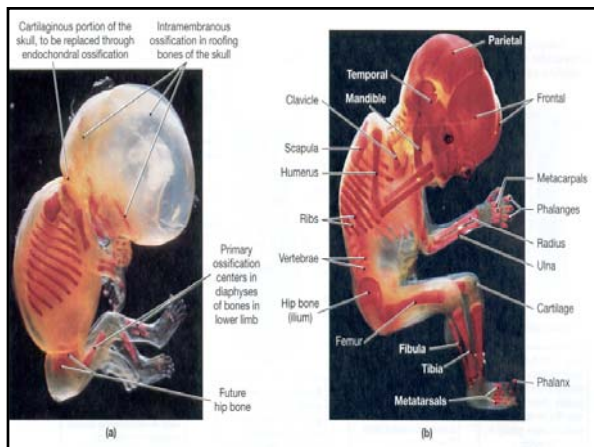 Cartilaginous portion of the
skull, to be replaced through
endochondral ossification
Intramembranous
ossification in roofing
bones of the skull
Primary
ossification
centers in
diaphyses
of bones in
lower limb
Future
hip bone
(a)
Parietal
Temporal
Mandible
Clavicle
Frontal
Scapula
Humerus
Metacarpals
Phalanges
Ribs
Radius
Ulna
Vertebrae
Hip bone
(ilium)
Cartilage
Femur
Fibula
Tibia
Phalanx
Metatarsals
(b)